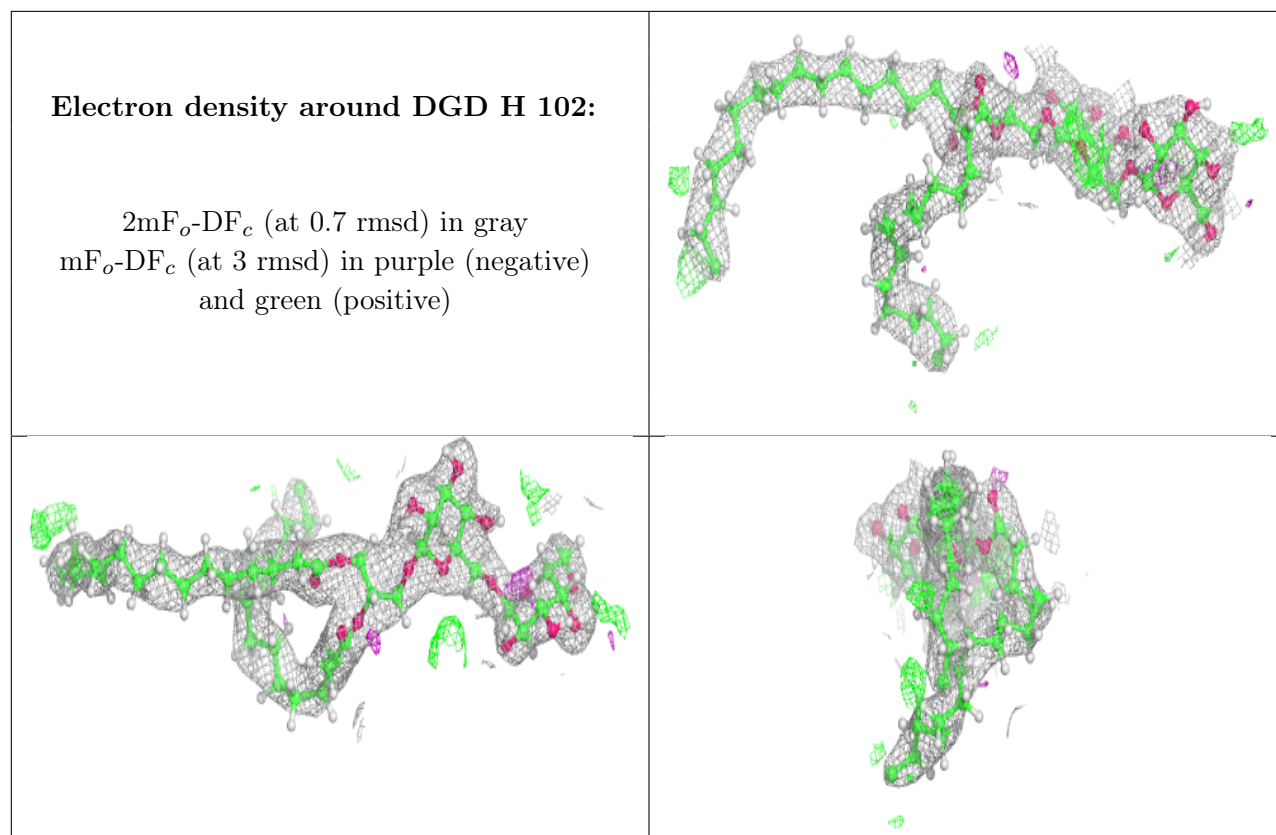 Electron density around DGD H 102:
2mFo-DFc (at 0.7 rmsd) in gray
mFo-DFc (at 3 rmsd) in purple (negative)
and green (positive)